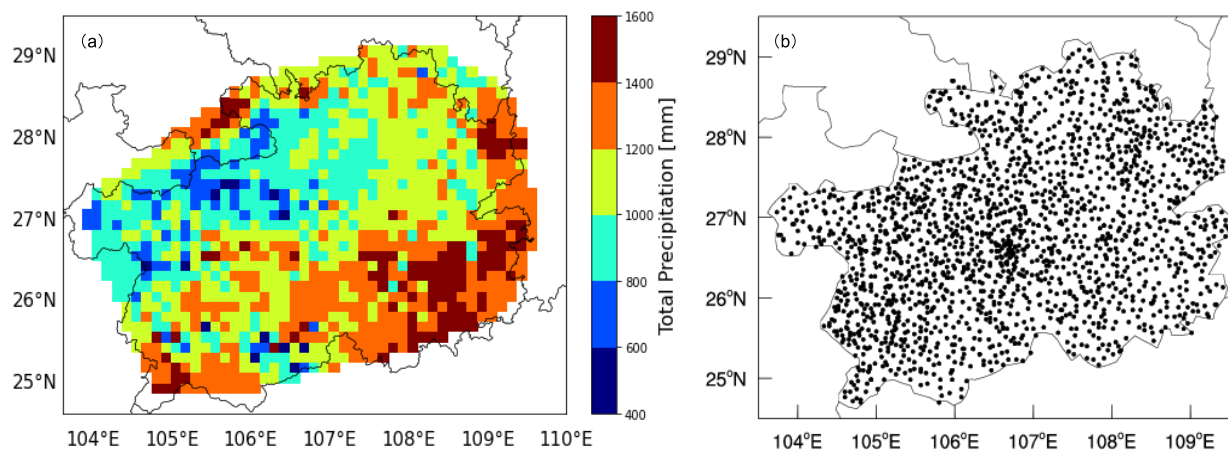 (a)
29°N
28°N
27°N
26°N
25°N
104°E 105°E 106°E 107°E 108°E 109°E 110°E
1600
1400
1200
1000
800
600
400
Total Precipitation [mm]
(b)
29°N
28°N
27°N
26°N
25°N
104°E 105°E 106°E 107°E 108°E 109°E